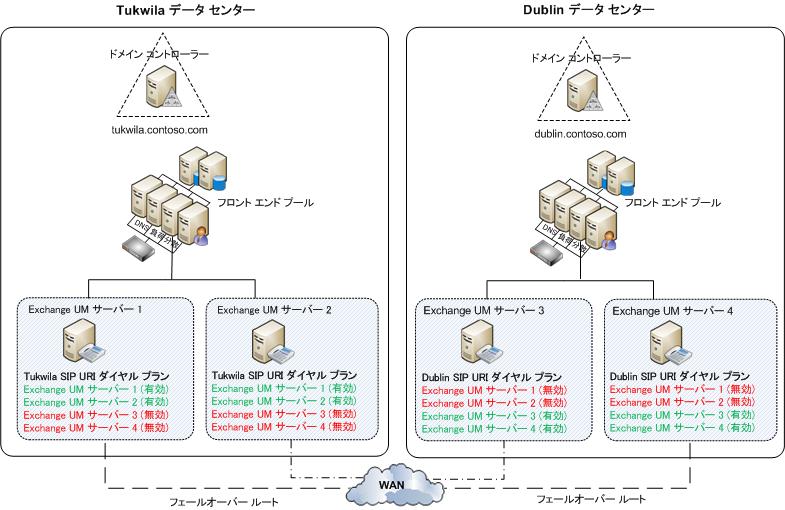 Tukwila データ センター
Dublin データ センター
ドメイン コントローラー
tukwila.contoso.com
フロント エンド プール
DNS 負荷分散
Exchange UM サーバー 1
Tukwila SIP URI ダイヤル プラン
Exchange UM サーバー 1 (有効)
Exchange UM サーバー 2 (有効)
Exchange UM サーバー 3 (無効)
Exchange UM サーバー 4 (無効)
Exchange UM サーバー 2
Tukwila SIP URI ダイヤル プラン
Exchange UM サーバー 1 (有効)
Exchange UM サーバー 2 (有効)
Exchange UM サーバー 3 (無効)
Exchange UM サーバー 4 (無効)
ドメイン コントローラー
dublin.contoso.com
フロント エンド プール
DNS 負荷分散
Exchange UM サーバー 3
Dublin SIP URI ダイヤル プラン
Exchange UM サーバー 1 (無効)
Exchange UM サーバー 2 (無効)
Exchange UM サーバー 3 (有効)
Exchange UM サーバー 4 (有効)
Exchange UM サーバー 4
Dublin SIP URI ダイヤル プラン
Exchange UM サーバー 1 (無効)
Exchange UM サーバー 2 (無効)
Exchange UM サーバー 3 (有効)
Exchange UM サーバー 4 (有効)
フェールオーバー ルート
WAN
フェールオーバー ルート